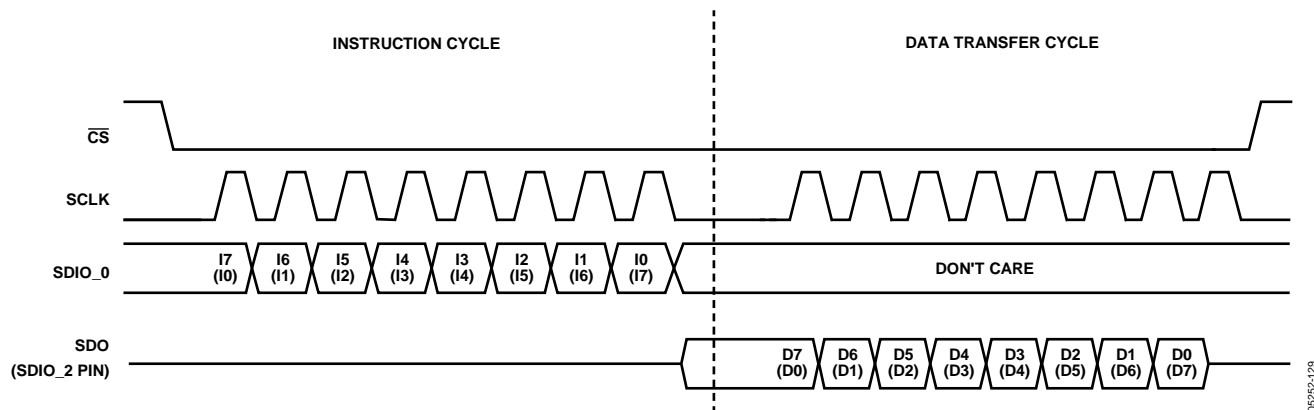 INSTRUCTION CYCLE
DATA TRANSFER CYCLE
CS
SCLK
SDIO_0
I7 I6 I5 I4 I3 I2 I1 I0
(I0) (I1) (I2) (I3) (I4) (I5) (I6) (I7)
DON'T CARE
SDO
(SDIO_2 PIN)
D7 D6 D5 D4 D3 D2 D1 D0
(D0) (D1) (D2) (D3) (D4) (D5) (D6) (D7)
05252-129